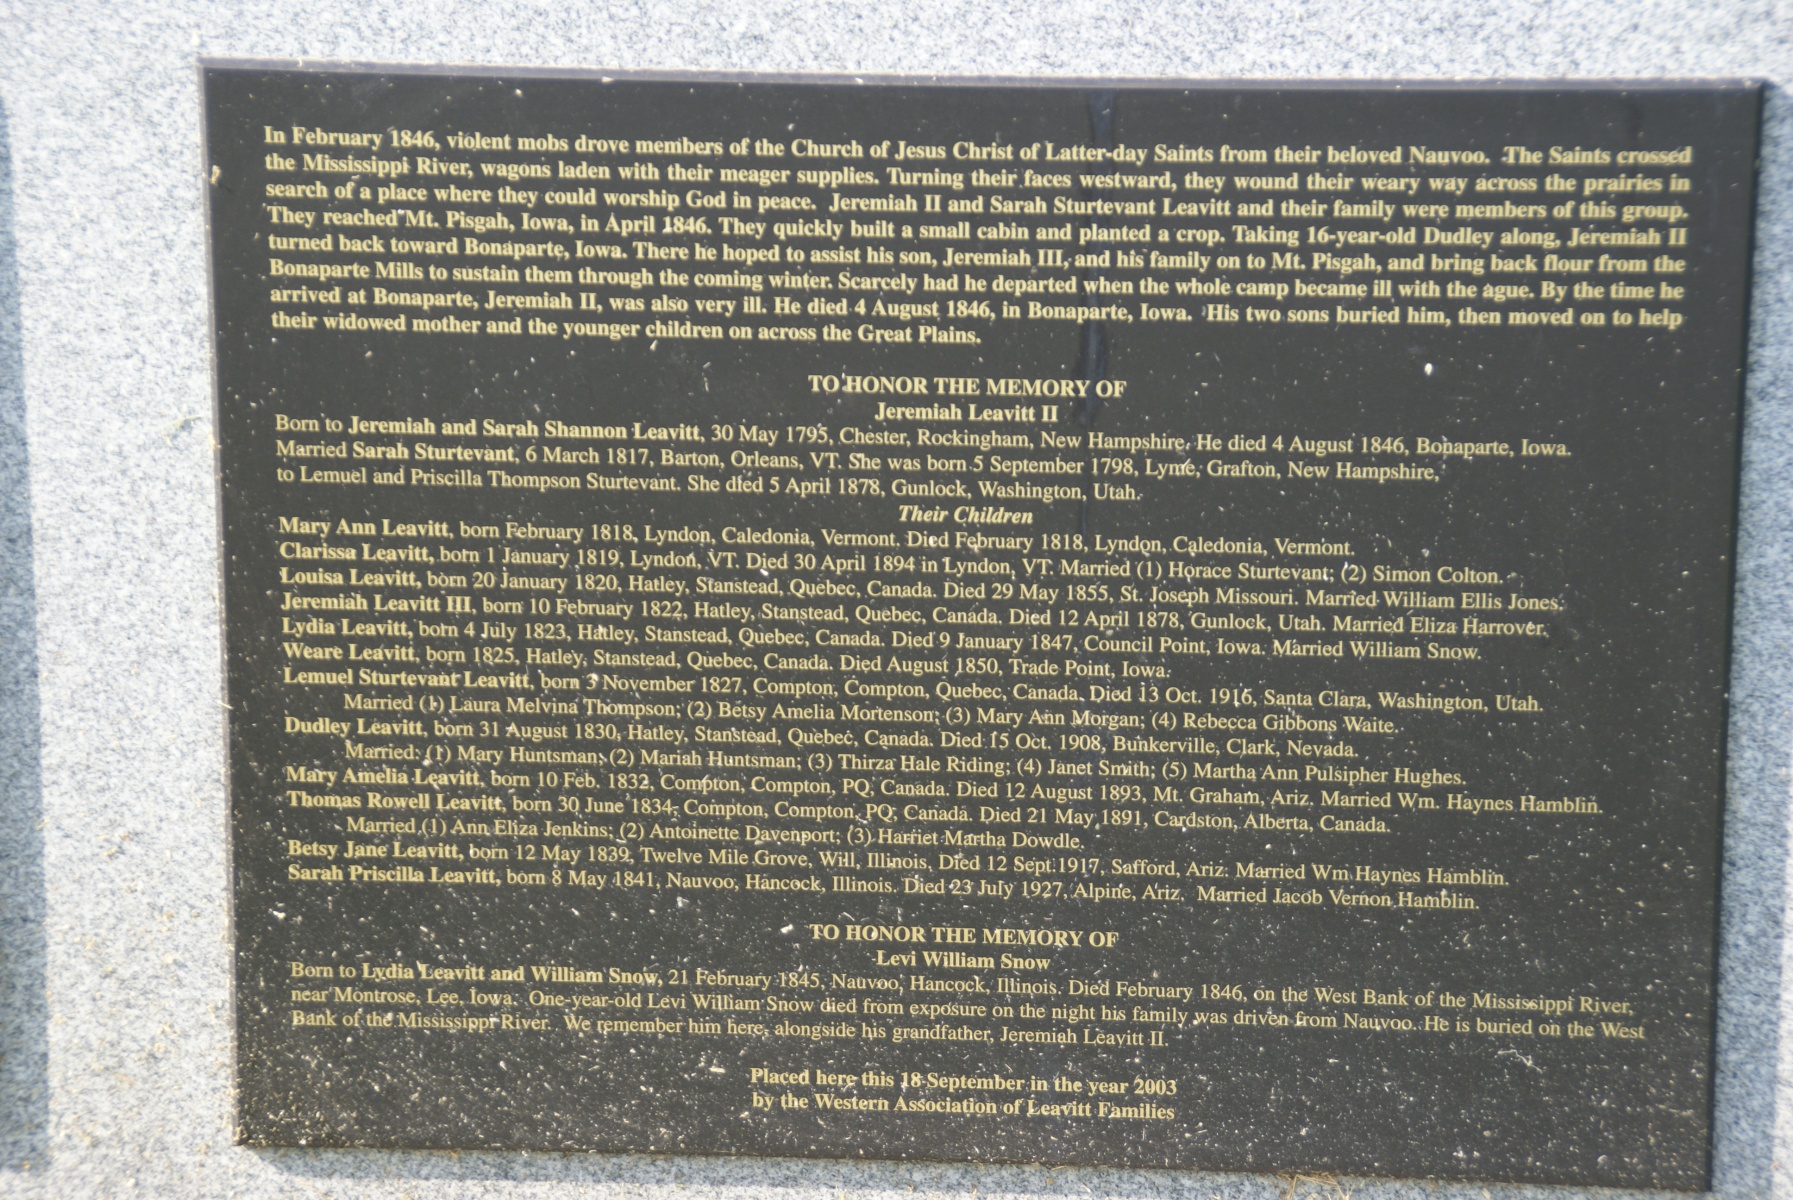 In February 1846, violent mobs drove members of the Church of Jesus Christ of Latter-day Saints from their beloved Nauvoo. The Saints crossed
the Mississippi River, wagons laden with their meager supplies. Turning their faces westward, they wound their weary way across the prairies in
search of a place where they could worship God in peace. Jeremiah II and Sarah Sturtevant Leavitt and their family were members of this group.
They reached Mt. Pisgah, Iowa, in April 1846. They quickly built a small cabin and planted a crop. Taking 16-year-old Dudley along, Jeremiah II
turned back toward Bonaparte, Iowa. There he hoped to assist his son, Jeremiah III, and his family on to Mt. Pisgah, and bring back flour from the
Bonaparte Mills to sustain them through the coming winter. Scarcely had he departed when the whole camp became ill with the ague. By the time he
arrived at Bonaparte, Jeremiah II, was also very ill. He died 4 August 1846, in Bonaparte, Iowa. His two sons buried him, then moved on to help
their widowed mother and the younger children on across the Great Plains.
TO HONOR THE MEMORY OF
Jeremiah Leavitt II
Born to Jeremiah and Sarah Shannon Leavitt, 30 May 1795, Chester, Rockingham, New Hampshire. He died 4 August 1846, Bonaparte, Iowa.
Married Sarah Sturtevant, 6 March 1817, Barton, Orleans, VT. She was born 5 September 1798, Lyme, Grafton, New Hampshire,
to Lemuel and Priscilla Thompson Sturtevant. She died 5 April 1878, Gunlock, Washington, Utah.
Their Children
Mary Ann Leavitt, born February 1818, Lyndon, Caledonia, Vermont. Died February 1818, Lyndon, Caledonia, Vermont.
Clarissa Leavitt, born 1 January 1819, Lyndon, VT. Died 30 April 1894 in Lyndon, VT. Married (1) Horace Sturtevant; (2) Simon Colton.
Louisa Leavitt, born 20 January 1820, Hatley, Stanstead, Quebec, Canada. Died 29 May 1855, St. Joseph Missouri. Married William Ellis Jones.
Jeremiah Leavitt III, born 10 February 1822, Hatley, Stanstead, Quebec, Canada. Died 12 April 1878, Gunlock, Utah. Married Eliza Harrover.
Lydia Leavitt, born 4 July 1823, Hatley, Stanstead, Quebec, Canada. Died 9 January 1847, Council Point, Iowa. Married William Snow.
Weare Leavitt, born 1825, Hatley, Stanstead, Quebec, Canada. Died August 1850, Trade Point, Iowa.
Lemuel Sturtevant Leavitt, born 3 November 1827, Compton, Compton, Quebec, Canada, Died 13 Oct. 1916, Santa Clara, Washington, Utah.
Married (1) Laura Melvina Thompson; (2) Betsy Amelia Mortenson; (3) Mary Ann Morgan; (4) Rebecca Gibbons Waite.
Dudley Leavitt, born 31 August 1830, Hatley, Stanstead, Quebec, Canada. Died 15 Oct. 1908, Bunkerville, Clark, Nevada.
Married: (1) Mary Huntsman; (2) Mariah Huntsman; (3) Thirza Hale Riding; (4) Janet Smith; (5) Martha Ann Pulsipher Hughes.
Mary Amelia Leavitt, born 10 Feb. 1832, Compton, Compton, PQ, Canada. Died 12 August 1893, Mt. Graham, Ariz. Married Wm. Haynes Hamblin.
Thomas Rowell Leavitt, born 30 June 1834, Compton, Compton, PQ, Canada. Died 21 May 1891, Cardston, Alberta, Canada.
Married (1) Ann Eliza Jenkins; (2) Antoinette Davenport; (3) Harriet Martha Dowdle.
Betsy Jane Leavitt, born 12 May 1839, Twelve Mile Grove, Will, Illinois. Died 12 Sept 1917, Safford, Ariz. Married Wm Haynes Hamblin.
Sarah Priscilla Leavitt, born 8 May 1841, Nauvoo, Hancock, Illinois. Died 23 July 1927, Alpine, Ariz. Married Jacob Vernon Hamblin.
TO HONOR THE MEMORY OF
Levi William Snow
Born to Lydia Leavitt and William Snow, 21 February 1845, Nauvoo, Hancock, Illinois. Died February 1846, on the West Bank of the Mississippi River,
near Montrose, Lee, Iowa. One-year-old Levi William Snow died from exposure on the night his family was driven from Nauvoo. He is buried on the West
Bank of the Mississippi River. We remember him here, alongside his grandfather, Jeremiah Leavitt II.
Placed here this 18 September in the year 2003
by the Western Association of Leavitt Families